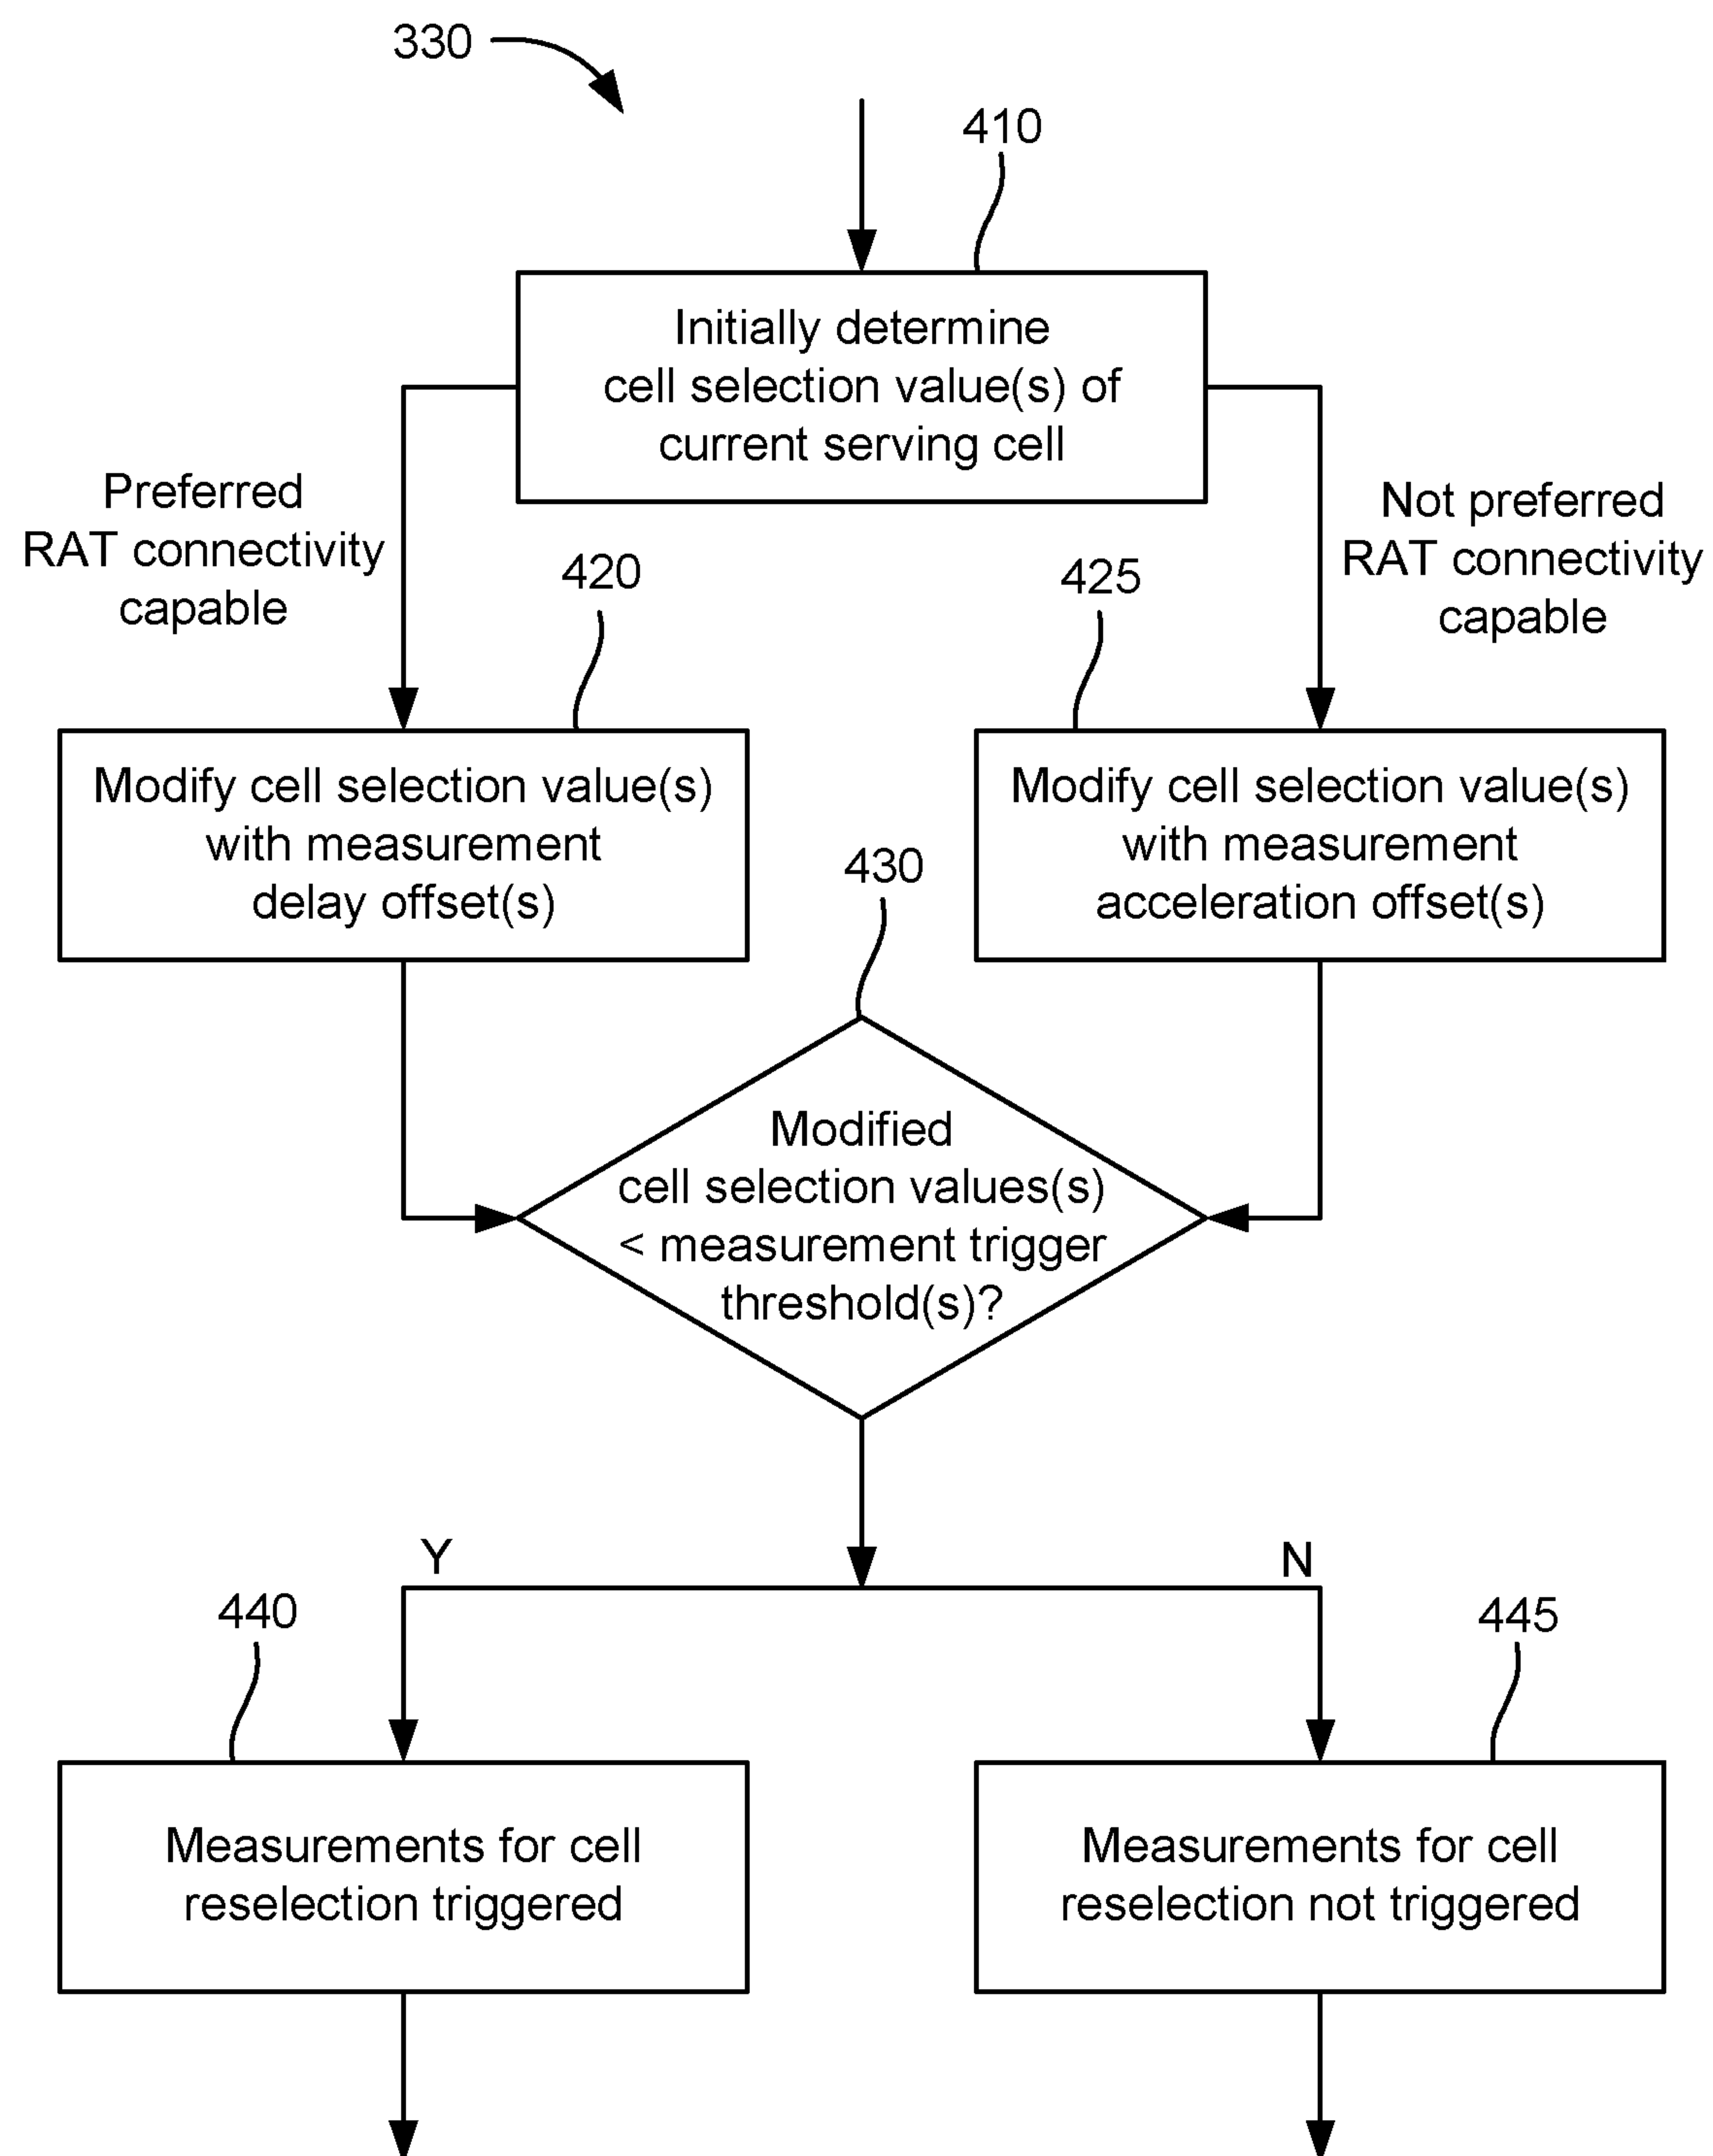 330
410
Initially determine
cell selection value(s) of
current serving cell
Preferred
RAT connectivity
capable
Not preferred
RAT connectivity
capable
420
425
Modify cell selection value(s)
with measurement
delay offset(s)
Modify cell selection value(s)
with measurement
acceleration offset(s)
430
Modified
cell selection values(s)
< measurement trigger
threshold(s)?
Y
N
440
445
Measurements for cell
reselection triggered
Measurements for cell
reselection not triggered